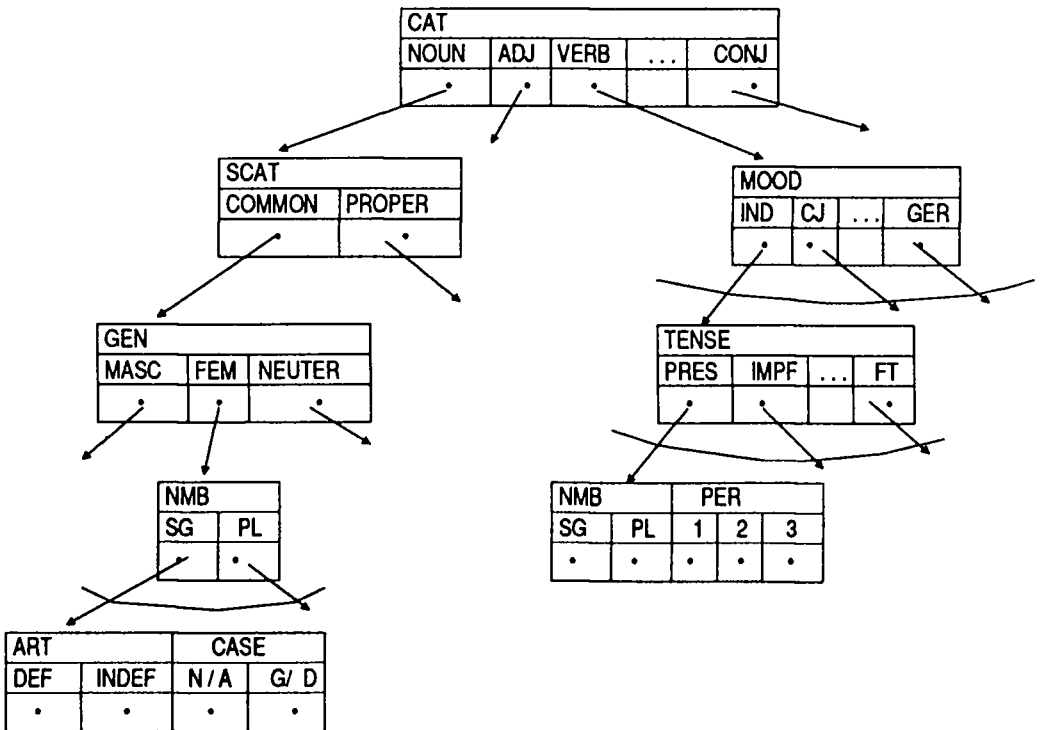 CAT
NOUN ADJ VERB ... CONJ
SCAT
COMMON PROPER
MOOD
IND CJ ... GER
GEN
MASC FEM NEUTER
TENSE
PRES IMPF ... FT
NMB
SG PL
NMB PER
SG PL 1 2 3
ART CASE
DEF INDEF N/A G/ D